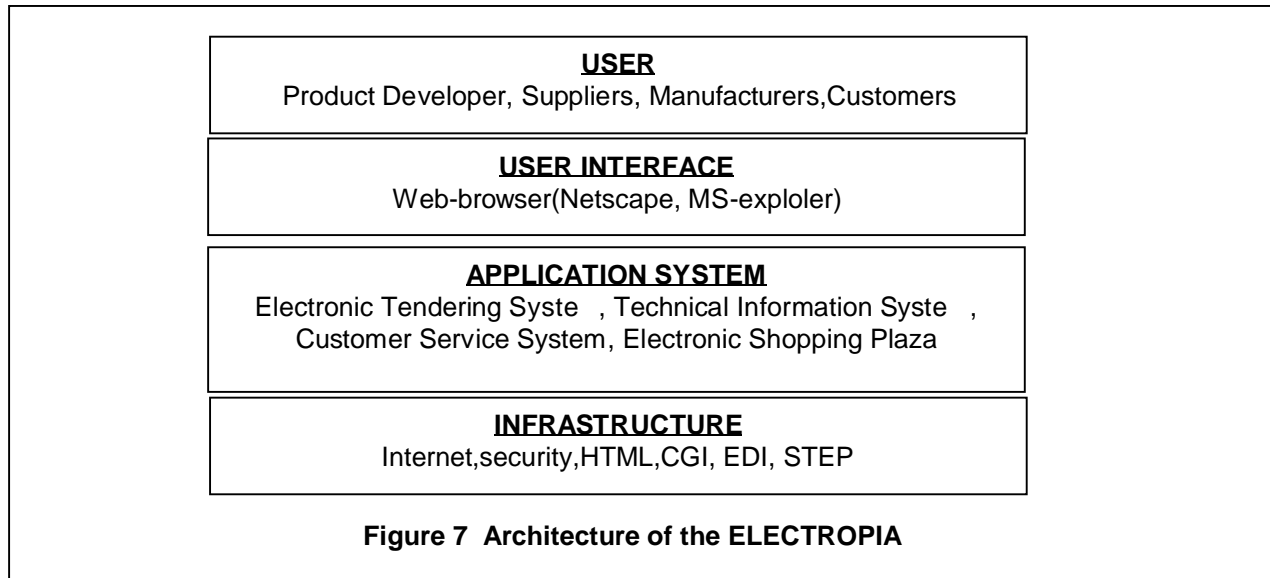 USER
Product Developer, Suppliers, Manufacturers,Customers
USER INTERFACE
Web-browser(Netscape, MS-exploler)
APPLICATION SYSTEM
Electronic Tendering Syste , Technical Information Syste ,
Customer Service System, Electronic Shopping Plaza
INFRASTRUCTURE
Internet,security,HTML,CGI, EDI, STEP
Figure 7 Architecture of the ELECTROPIA